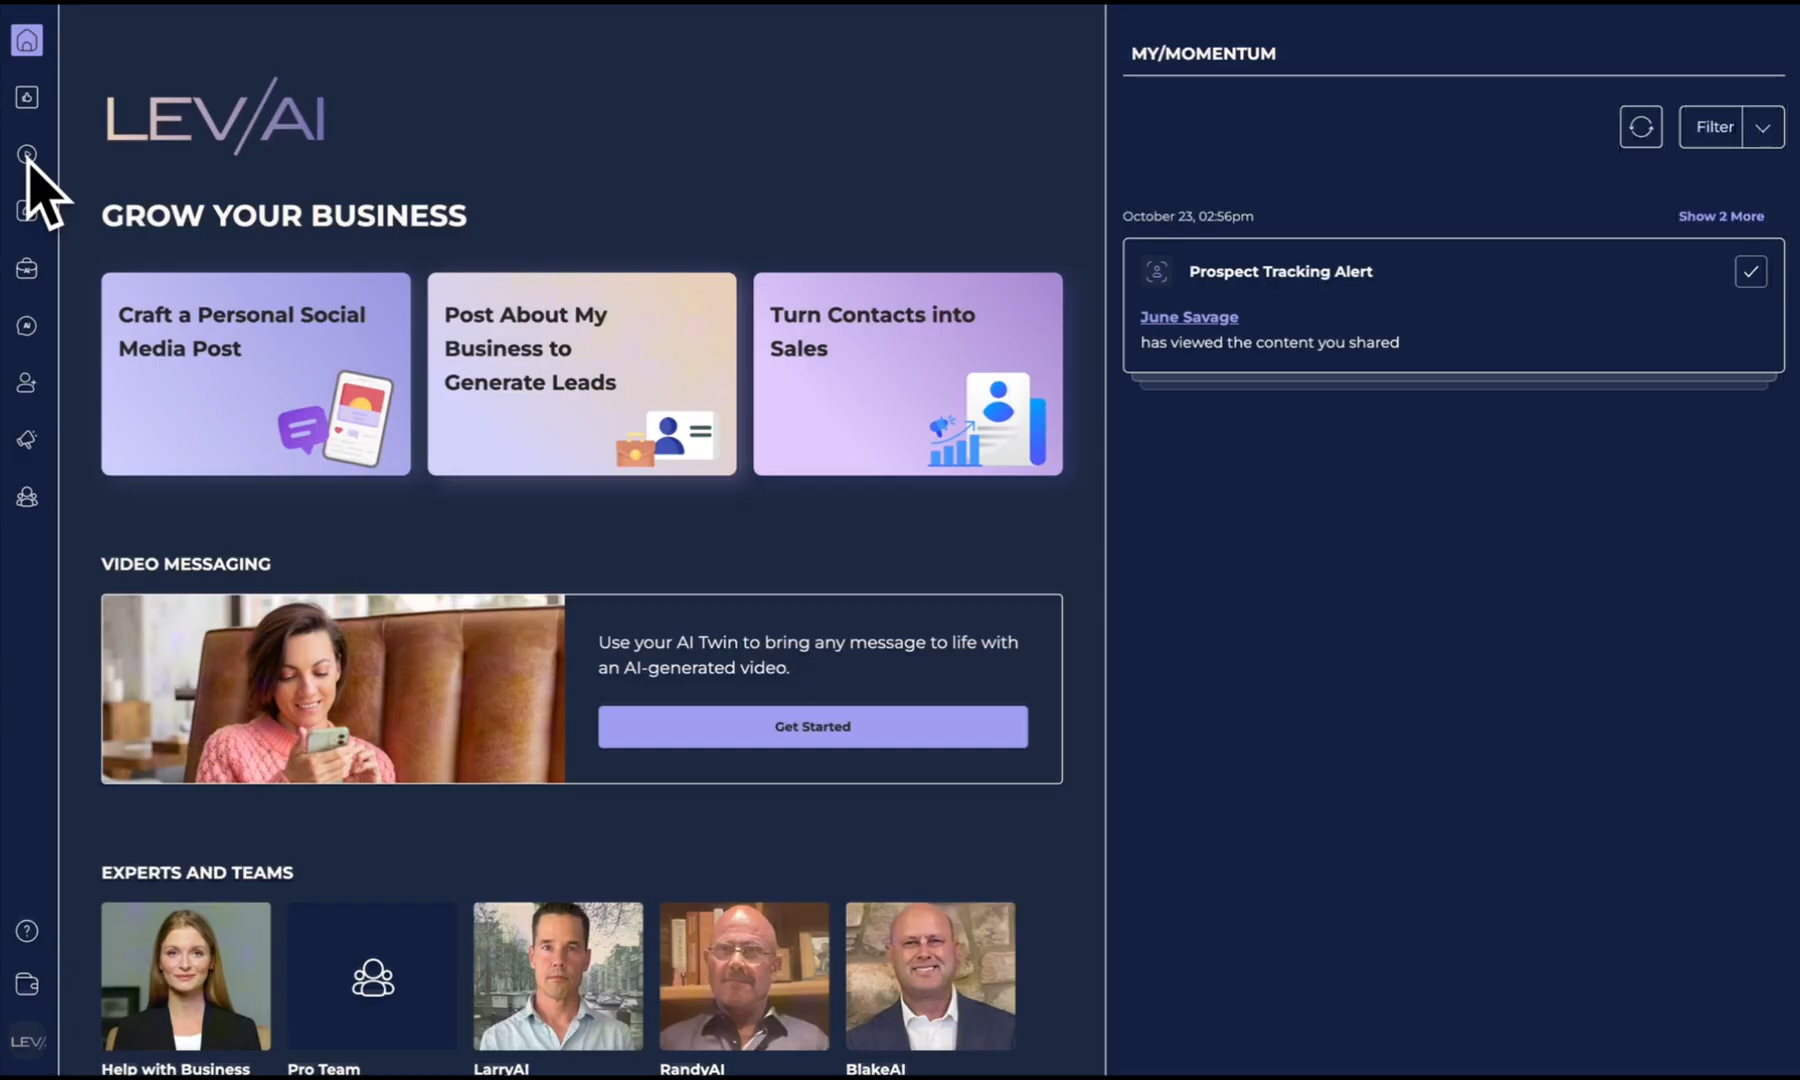 LEV/AI
GROW YOUR BUSINESS
Craft a Personal Social
Media Post
Post About My
Business to
Generate Leads
Turn Contacts into
Sales
VIDEO MESSAGING
Use your AI Twin to bring any message to life with
an AI-generated video.
Get Started
EXPERTS AND TEAMS
Help with Business
Pro Team
LarryAI
RandyAI
BlakeAI
MY/MOMENTUM
Filter
October 23, 02:56pm
Show 2 More
Prospect Tracking Alert
June Savage
has viewed the content you shared
AI
AI
LEV/